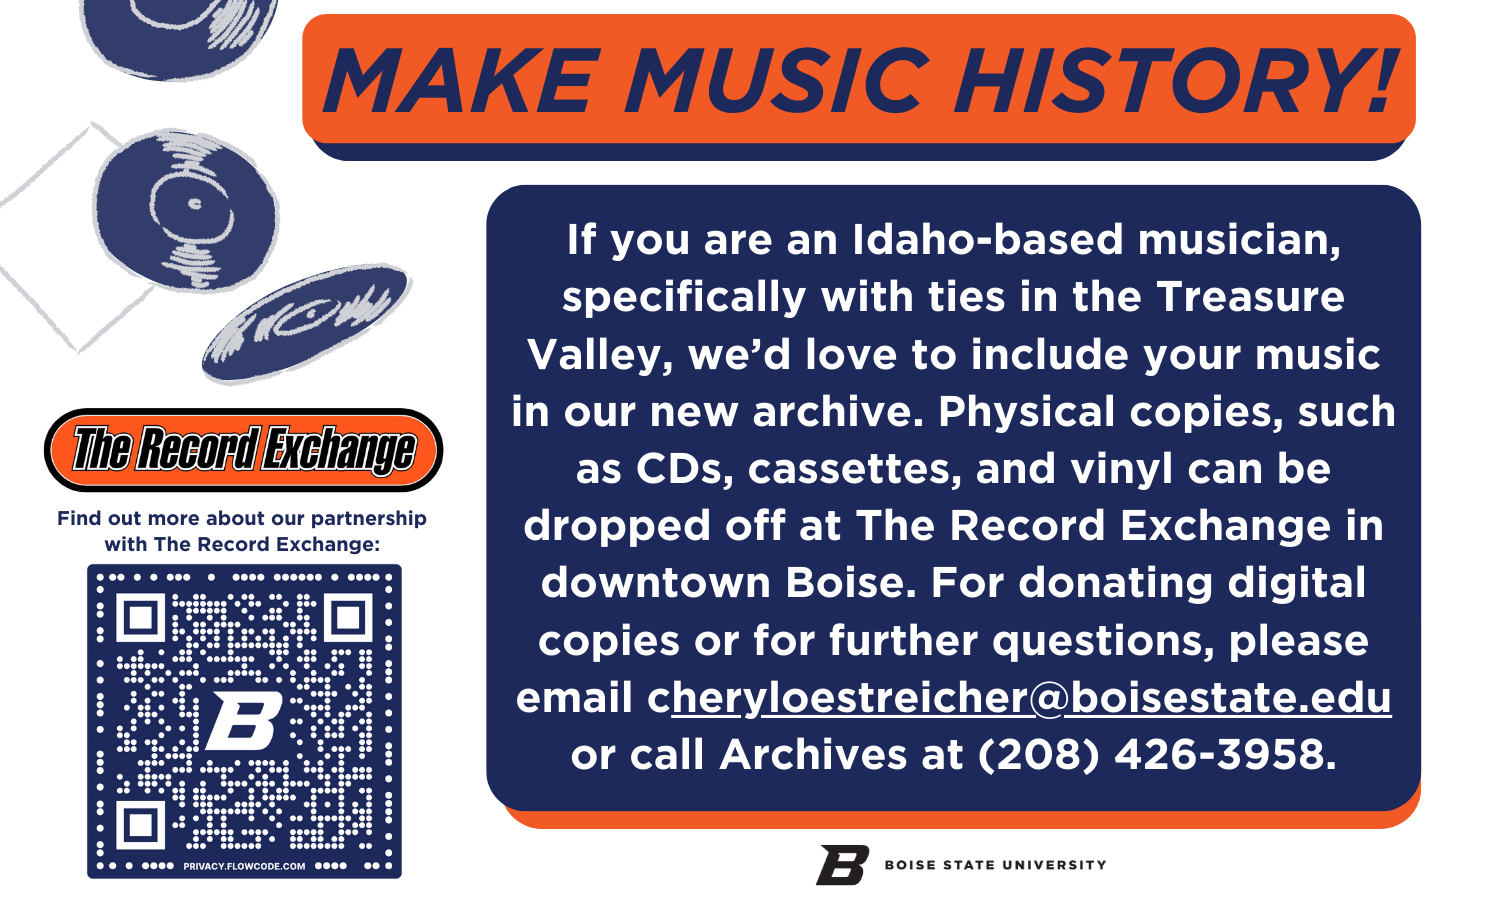 MAKE MUSIC HISTORY!
If you are an Idaho-based musician,
specifically with ties in the Treasure
Valley, we’d love to include your music
in our new archive. Physical copies, such
as CDs, cassettes, and vinyl can be
dropped off at The Record Exchange in
downtown Boise. For donating digital
copies or for further questions, please
email cheryloestreicher@boisestate.edu
or call Archives at (208) 426-3958.
The Record Exchange
Find out more about our partnership
with The Record Exchange:
B
PRIVACY.FLOWCODE.COM
B BOISE STATE UNIVERSITY